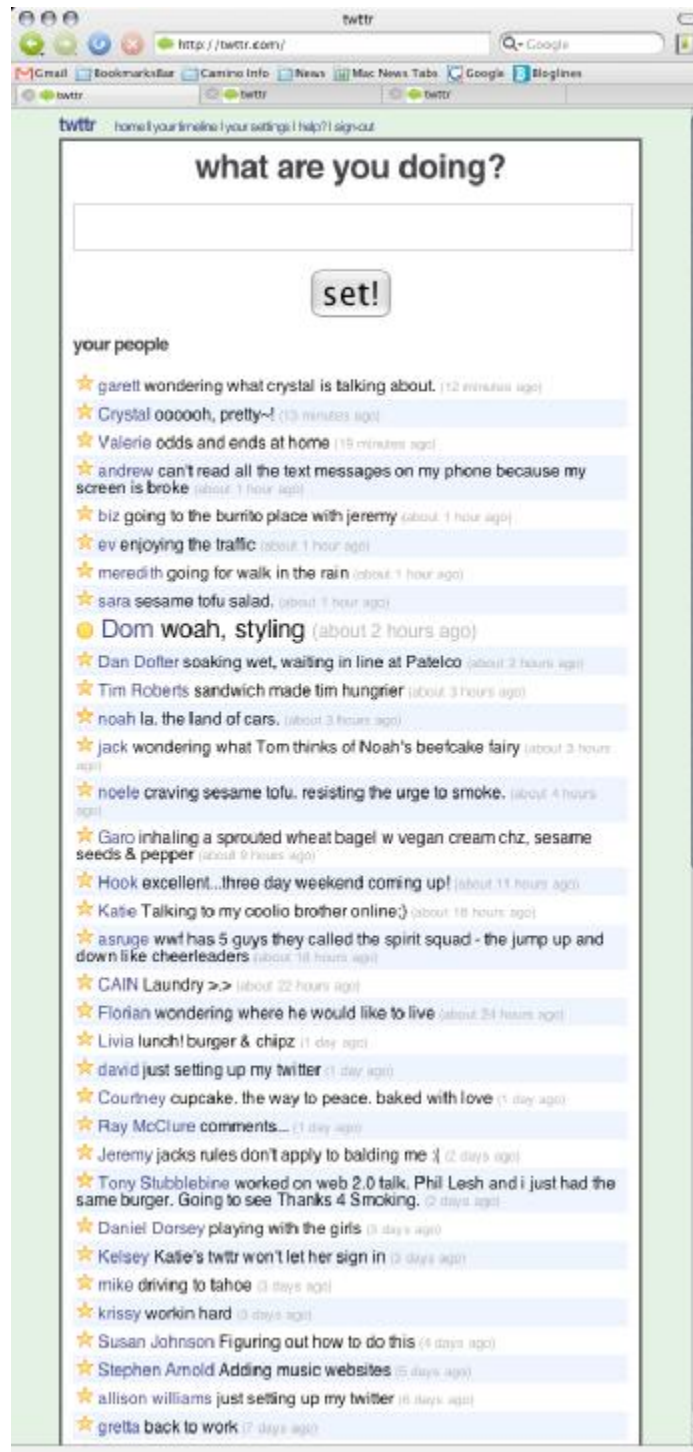 twttr
http://twttr.com/
Google
Gmail BookmarksBar Camino Info News Mac News Tabs Google Bloglines
twttr twttr twttr
twttr home | your timeline | your settings | help? | sign-out
what are you doing?
set!
your people
garett wondering what crystal is talking about. (12 minutes ago)
Crystal oooooh, pretty~! (13 minutes ago)
Valerie odds and ends at home (19 minutes ago)
andrew can't read all the text messages on my phone because my
screen is broke (about 1 hour ago)
biz going to the burrito place with jeremy (about 1 hour ago)
ev enjoying the traffic (about 1 hour ago)
meredith going for walk in the rain (about 1 hour ago)
sara sesame tofu salad. (about 1 hour ago)
Dom woah, styling (about 2 hours ago)
Dan Dofter soaking wet, waiting in line at Patelco (about 2 hours ago)
Tim Roberts sandwich made tim hungrier (about 3 hours ago)
noah la. the land of cars. (about 3 hours ago)
jack wondering what Tom thinks of Noah's beefcake fairy (about 3 hours
ago)
noele craving sesame tofu. resisting the urge to smoke. (about 4 hours
ago)
Garo inhaling a sprouted wheat bagel w vegan cream chz, sesame
seeds & pepper (about 9 hours ago)
Hook excellent...three day weekend coming up! (about 11 hours ago)
Katie Talking to my coolio brother online;) (about 18 hours ago)
asruge wwf has 5 guys they called the spirit squad - the jump up and
down like cheerleaders (about 18 hours ago)
CAIN Laundry >.> (about 22 hours ago)
Florian wondering where he would like to live (about 24 hours ago)
Livia lunch! burger & chipz (1 day ago)
david just setting up my twitter (1 day ago)
Courtney cupcake. the way to peace. baked with love (1 day ago)
Ray McClure comments... (1 day ago)
Jeremy jacks rules don't apply to balding me :( (2 days ago)
Tony Stubblebine worked on web 2.0 talk. Phil Lesh and i just had the
same burger. Going to see Thanks 4 Smoking. (2 days ago)
Daniel Dorsey playing with the girls (3 days ago)
Kelsey Katie's twttr won't let her sign in (3 days ago)
mike driving to tahoe (3 days ago)
krissy workin hard (3 days ago)
Susan Johnson Figuring out how to do this (4 days ago)
Stephen Arnold Adding music websites (5 days ago)
allison williams just setting up my twitter (6 days ago)
gretta back to work (7 days ago)